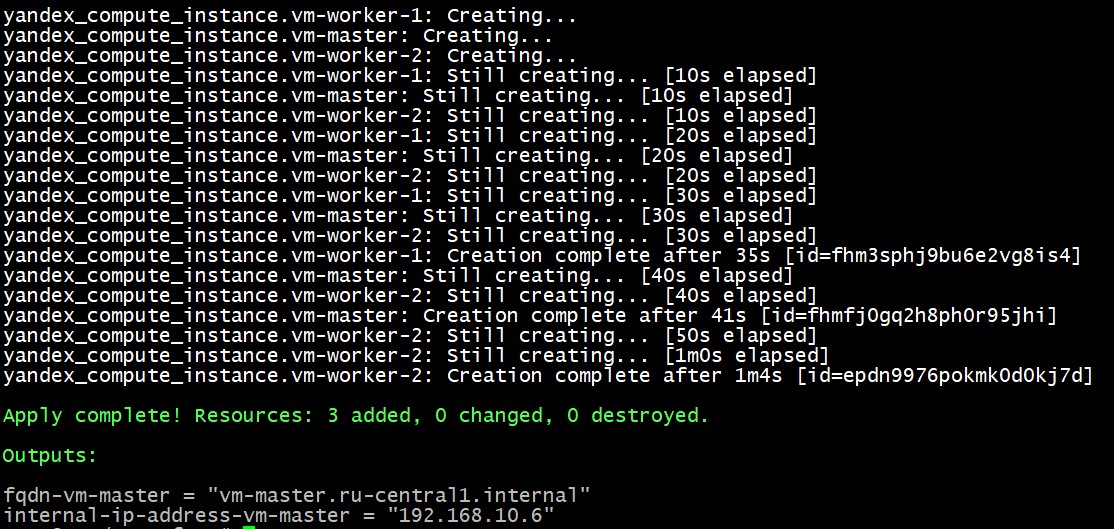 yandex_compute_instance.vm-worker-1: Creating...
yandex_compute_instance.vm-master: Creating...
yandex_compute_instance.vm-worker-2: Creating...
yandex_compute_instance.vm-worker-1: Still creating... [10s elapsed]
yandex_compute_instance.vm-master: Still creating... [10s elapsed]
yandex_compute_instance.vm-worker-2: Still creating... [10s elapsed]
yandex_compute_instance.vm-worker-1: Still creating... [20s elapsed]
yandex_compute_instance.vm-master: Still creating... [20s elapsed]
yandex_compute_instance.vm-worker-2: Still creating... [20s elapsed]
yandex_compute_instance.vm-worker-1: Still creating... [30s elapsed]
yandex_compute_instance.vm-master: Still creating... [30s elapsed]
yandex_compute_instance.vm-worker-2: Still creating... [30s elapsed]
yandex_compute_instance.vm-worker-1: Creation complete after 35s [id=fhm3sphj9bu6e2vg8is4]
yandex_compute_instance.vm-master: Still creating... [40s elapsed]
yandex_compute_instance.vm-worker-2: Still creating... [40s elapsed]
yandex_compute_instance.vm-master: Creation complete after 41s [id=fhmfj0gq2h8ph0r95jhi]
yandex_compute_instance.vm-worker-2: Still creating... [50s elapsed]
yandex_compute_instance.vm-worker-2: Still creating... [1m0s elapsed]
yandex_compute_instance.vm-worker-2: Creation complete after 1m4s [id=epdn9976pokmk0d0kj7d]
Apply complete! Resources: 3 added, 0 changed, 0 destroyed.
Outputs:
fqdn-vm-master = "vm-master.ru-central1.internal"
internal-ip-address-vm-master = "192.168.10.6"